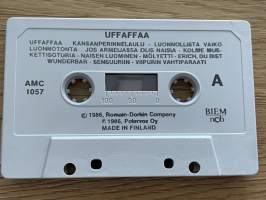 UFFAFFAA
UFFAFFAA - KANSANPERINNELAULU - LUONNOLLISTA VAIKO
LUONNOTONTA - JOS ARMEIJASSA OLIS NAISIA - KOLME MUS-
KETTISOTURIA - NAISEN LUOMINEN - MÖLYETTI - ERICH, DU BIST
WUNDERBAR - SENSUURIIN - VIIPURIN VAHTIPARAATI
AMC
1057
A
100 50 0
BIEM
ncb
© 1986, Romain-Dorkin Company
℗ 1986, Polarvox Oy
MADE IN FINLAND